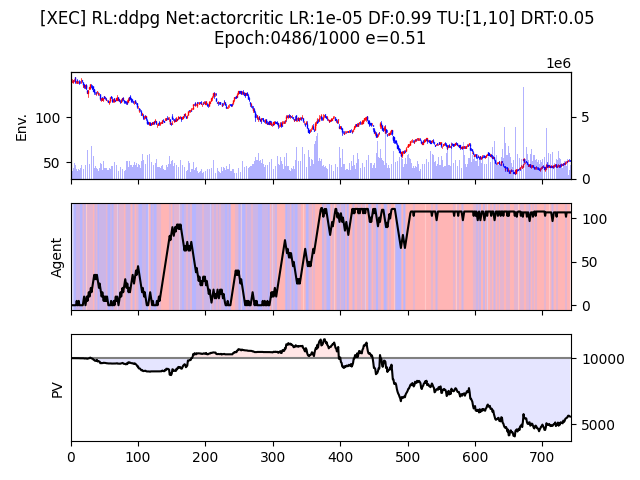 [XEC] RL:ddpg Net:actorcritic LR:1e-05 DF:0.99 TU:[1,10] DRT:0.05
Epoch:0486/1000 e=0.51
1e6
Env.
100
50
5
0
Agent
100
50
0
PV
10000
5000
0 100 200 300 400 500 600 700